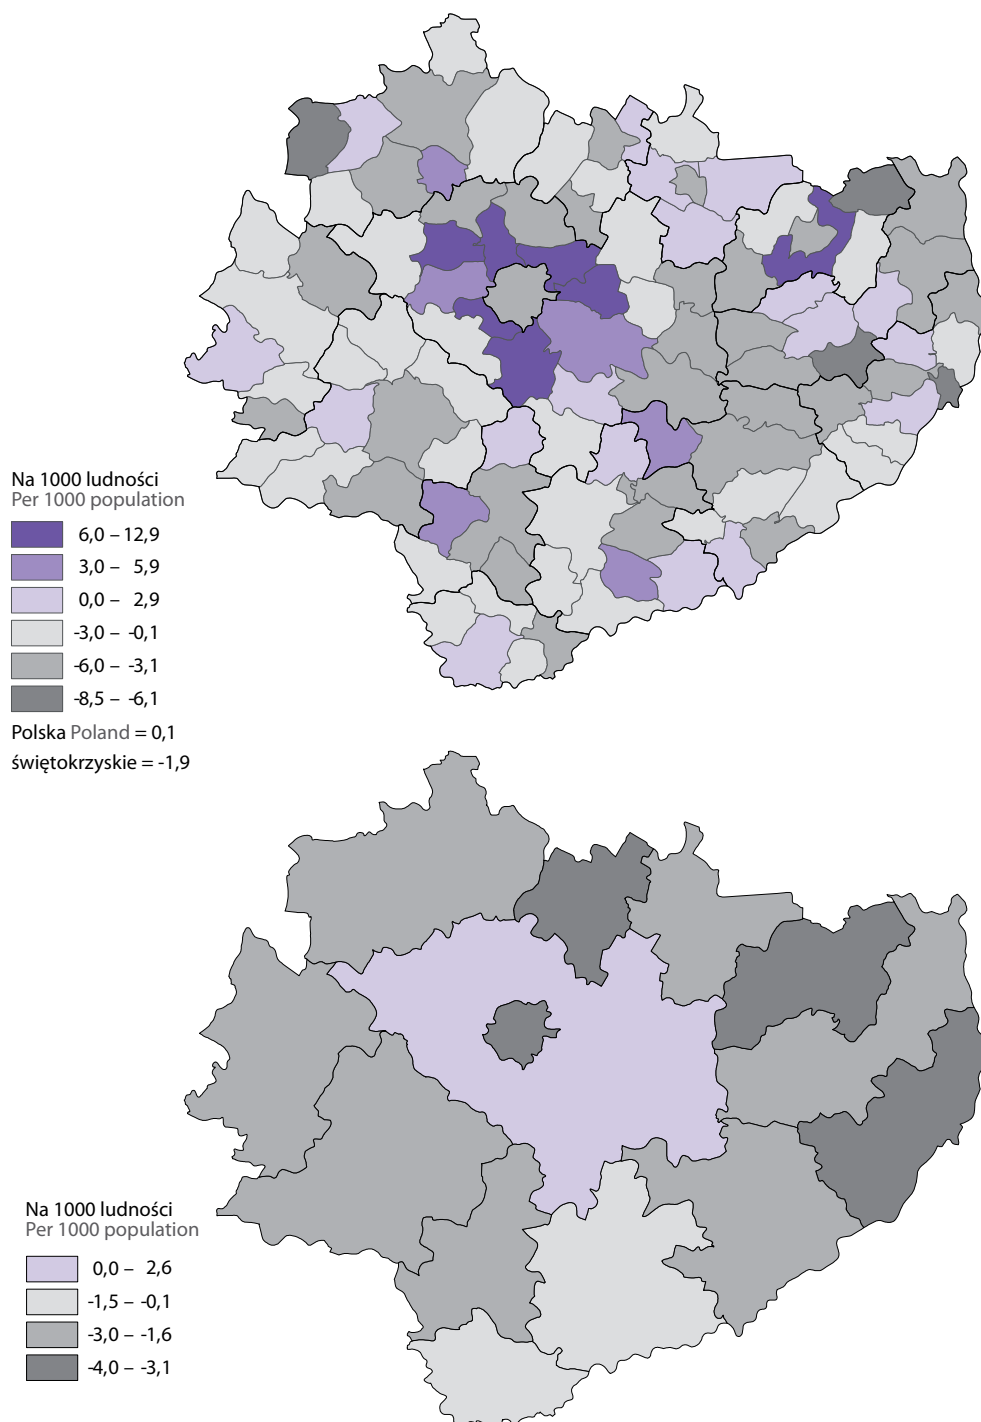 Na 1000 ludności
Per 1000 population
6,0 – 12,9
3,0 – 5,9
0,0 – 2,9
-3,0 – -0,1
-6,0 – -3,1
-8,5 – -6,1
Polska Poland = 0,1
świętokrzyskie = -1,9
Na 1000 ludności
Per 1000 population
0,0 – 2,6
-1,5 – -0,1
-3,0 – -1,6
-4,0 – -3,1